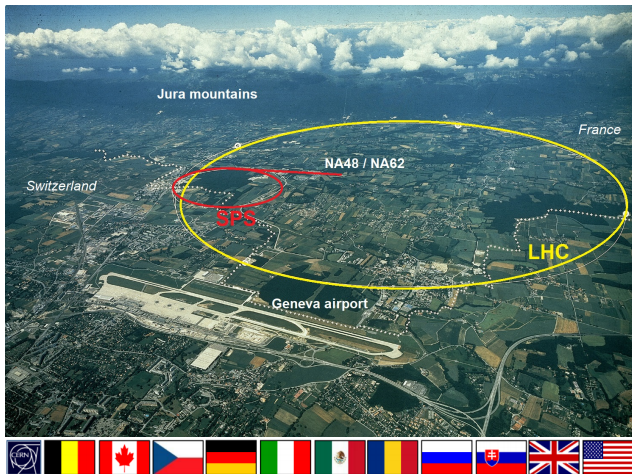 Jura mountains
France
NA48 / NA62
Switzerland
SPS
LHC
Geneva airport
CERN